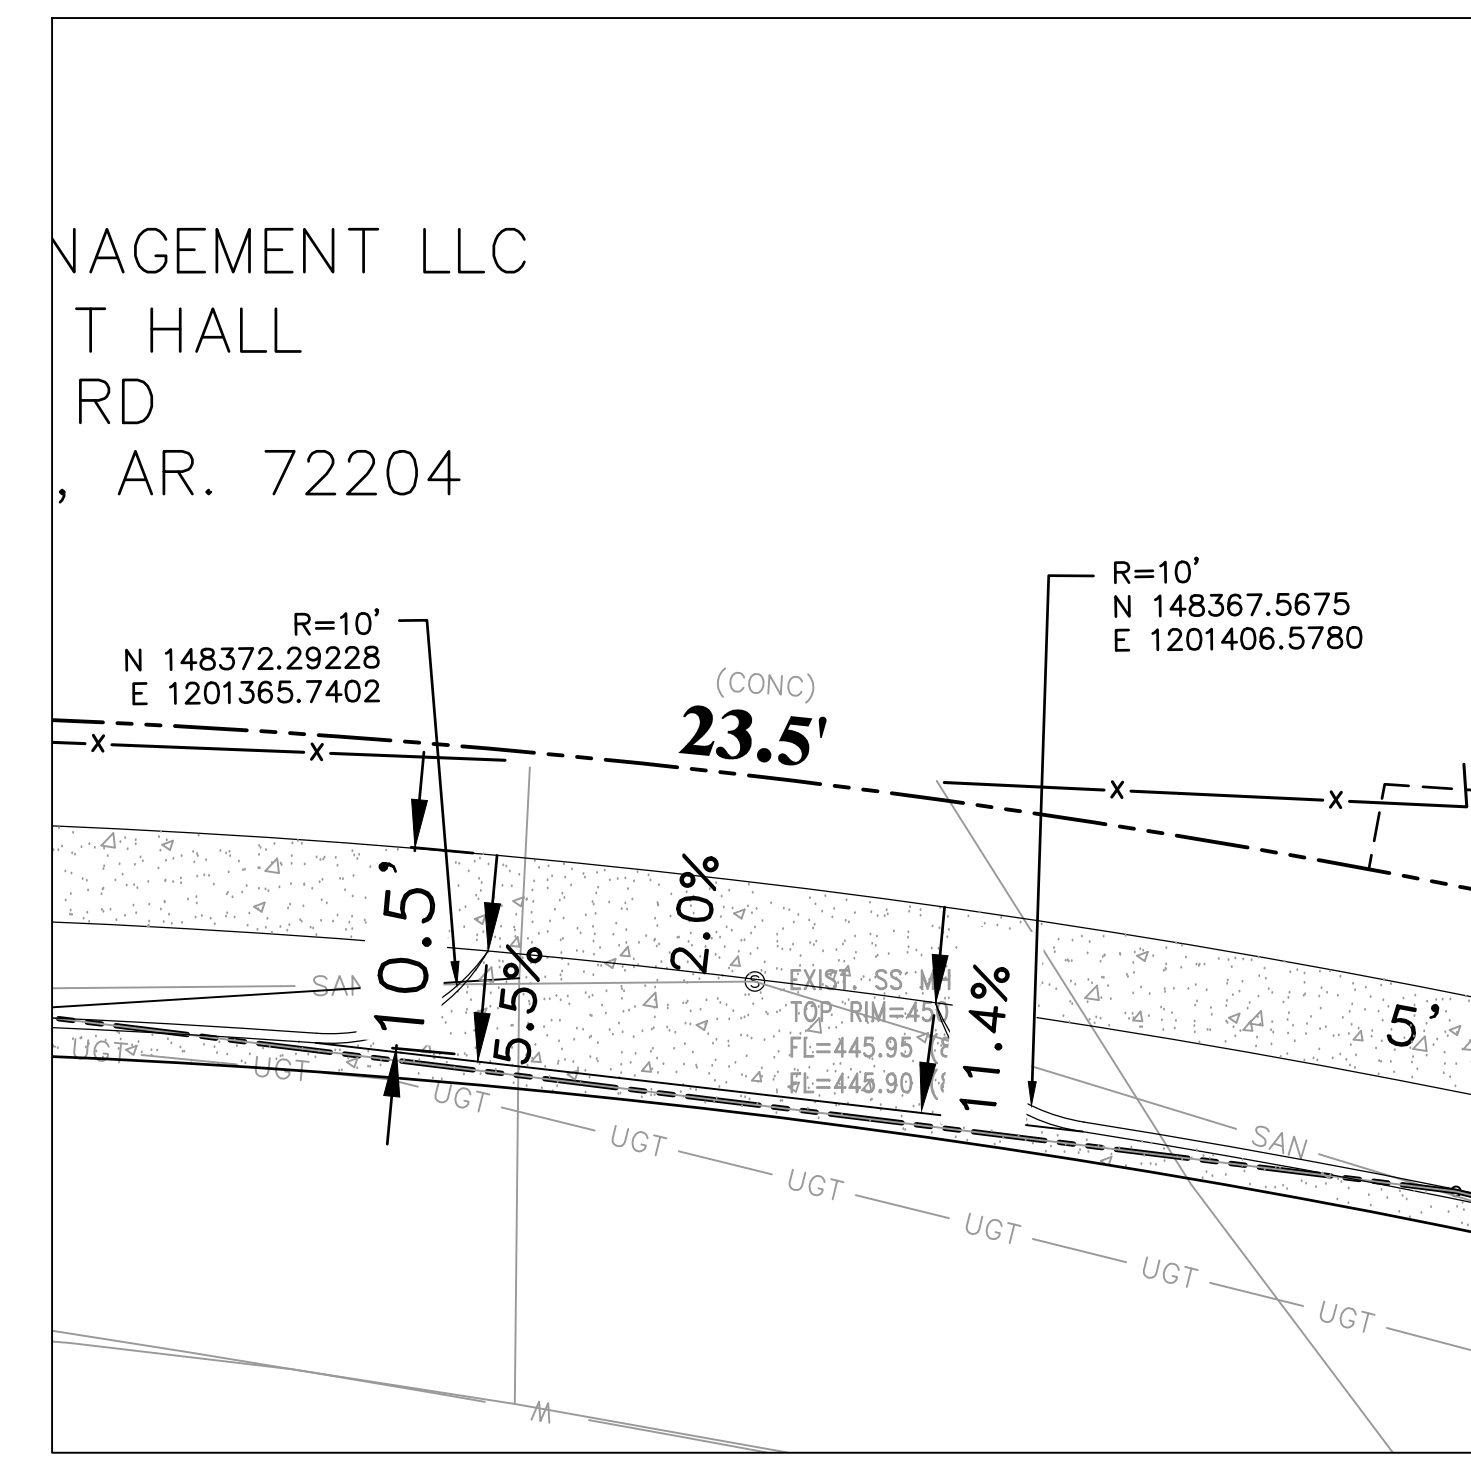 NAGEMENT LLC
T HALL
RD
, AR. 72204
R=10'
N 148367.5675
E 1201406.5780
R=10'
N 148372.29228
E 1201365.7402
(CONC)
23.5'
X
X
X
X
10.5'
5.5%
2.0%
11.4%
5'
S
EXIST. SS MH
TOP RIM=450
FL=445.95
FL=445.90
SAN
SAN
UGT
UGT
UGT
UGT
UGT
UGT
UGT
UGT
W